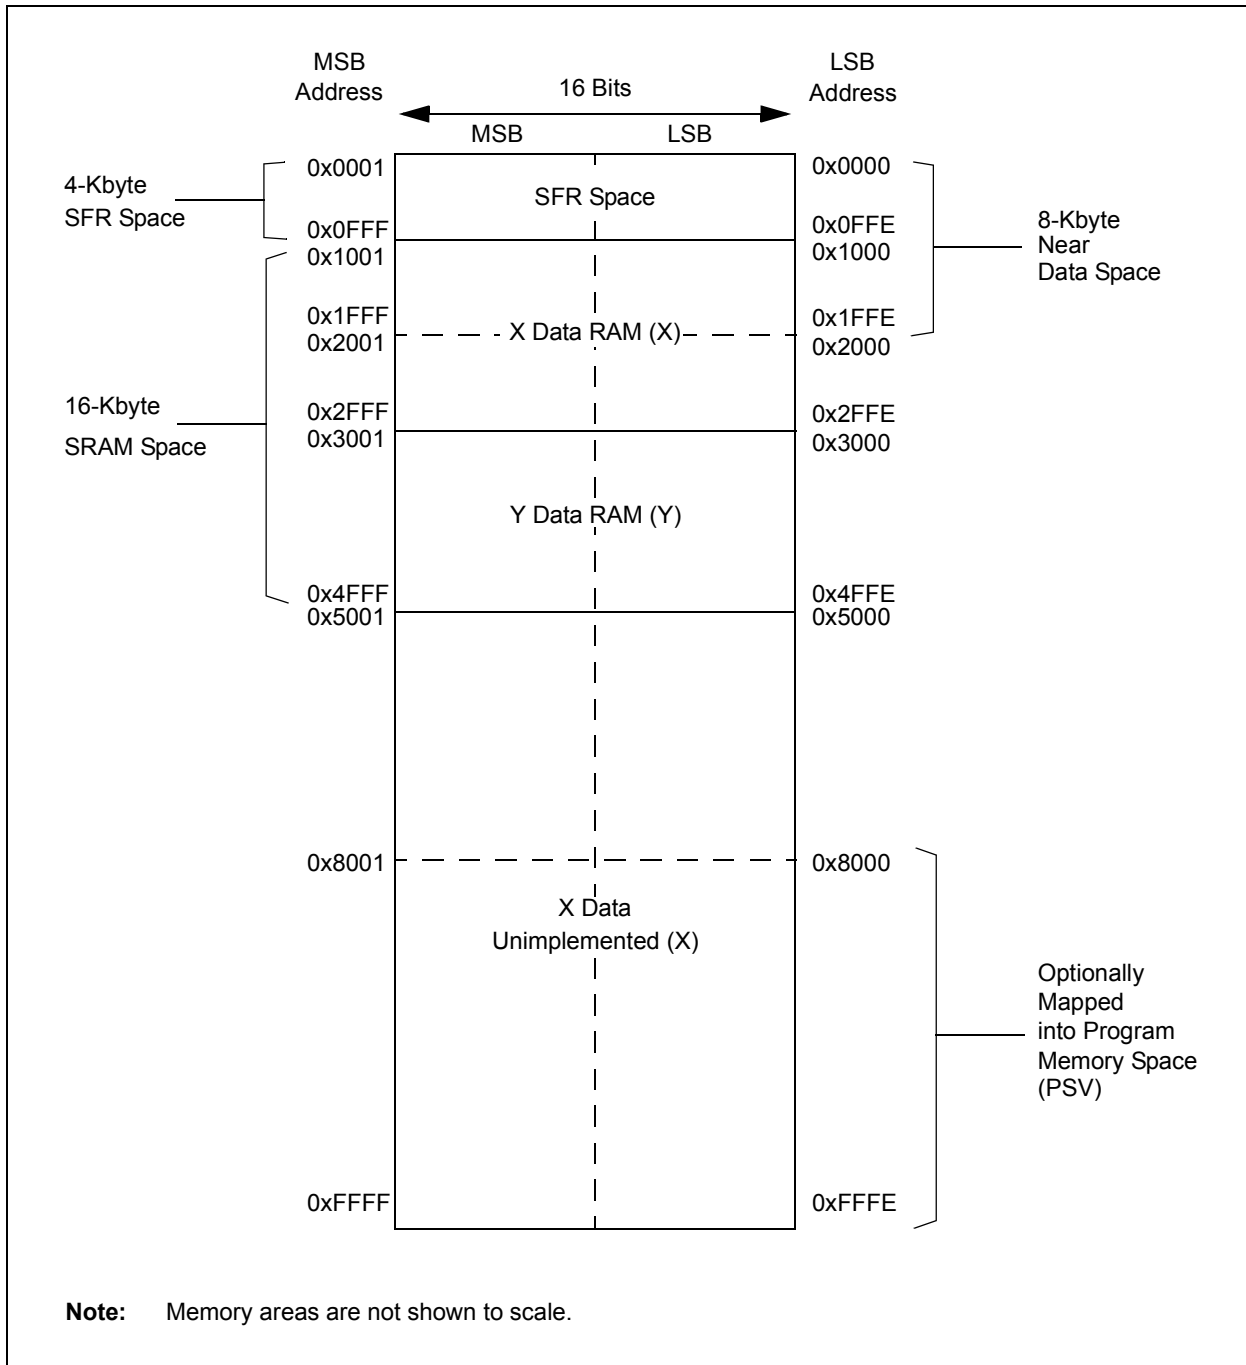 MSB
Address
LSB
Address
16 Bits
MSB
LSB
4-Kbyte
SFR Space
0x0001
SFR Space
0x0000
0x0FFF
0x0FFE
0x1001
0x1000
8-Kbyte
Near
Data Space
0x1FFF
0x1FFE
X Data RAM (X)
0x2001
0x2000
16-Kbyte
SRAM Space
0x2FFF
0x2FFE
0x3001
0x3000
Y Data RAM (Y)
0x4FFF
0x4FFE
0x5001
0x5000
0x8001
0x8000
X Data
Unimplemented (X)
Optionally
Mapped
into Program
Memory Space
(PSV)
0xFFFF
0xFFFE
Note: Memory areas are not shown to scale.